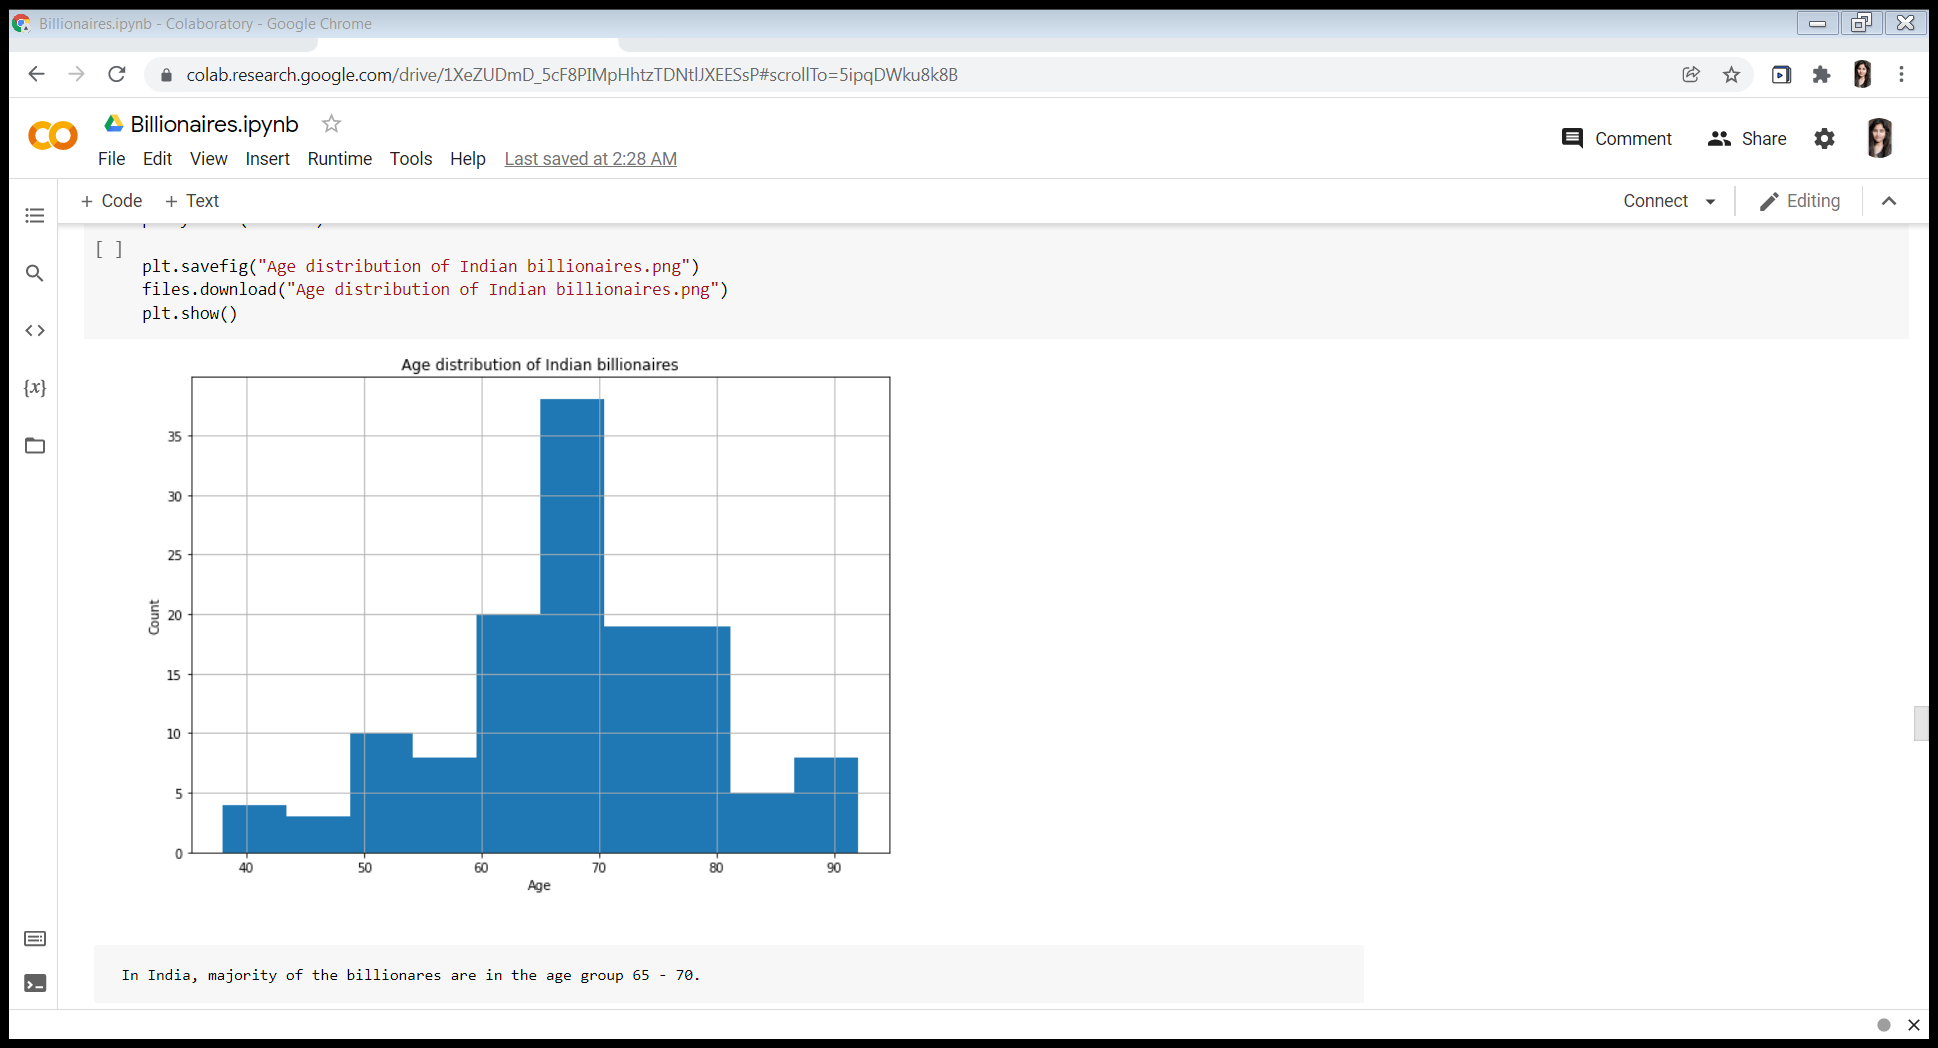 Billionaires.ipynb - Colaboratory - Google Chrome
colab.research.google.com/drive/1XeZUDmD_5cF8PIMpHhtzTDNtlJXEESsP#scrollTo=5ipqDWku8k8B
CO
Billionaires.ipynb
Comment Share
File Edit View Insert Runtime Tools Help Last saved at 2:28 AM
+ Code + Text Connect Editing
[ ]
plt.savefig("Age distribution of Indian billionaires.png")
files.download("Age distribution of Indian billionaires.png")
plt.show()
{x}
Age distribution of Indian billionaires
35
30
25
20
15
10
5
0
Count
40 50 60 70 80 90
Age
In India, majority of the billionares are in the age group 65 - 70.